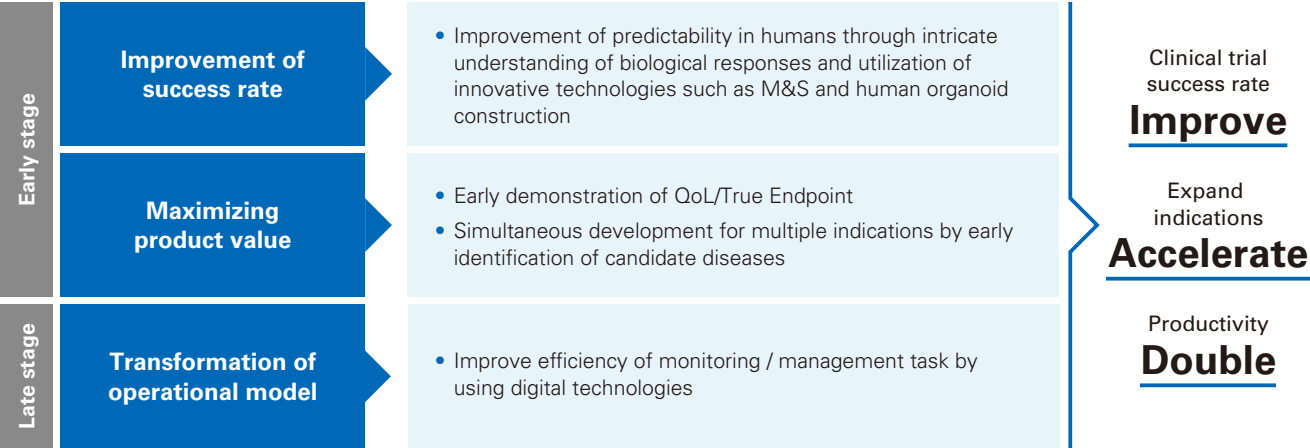 Early stage
Improvement of
success rate
• Improvement of predictability in humans through intricate
understanding of biological responses and utilization of
innovative technologies such as M&S and human organoid
construction
Maximizing
product value
• Early demonstration of QoL/True Endpoint
• Simultaneous development for multiple indications by early
identification of candidate diseases
Late stage
Transformation of
operational model
• Improve efficiency of monitoring / management task by
using digital technologies
Clinical trial
success rate
Improve
Expand
indications
Accelerate
Productivity
Double